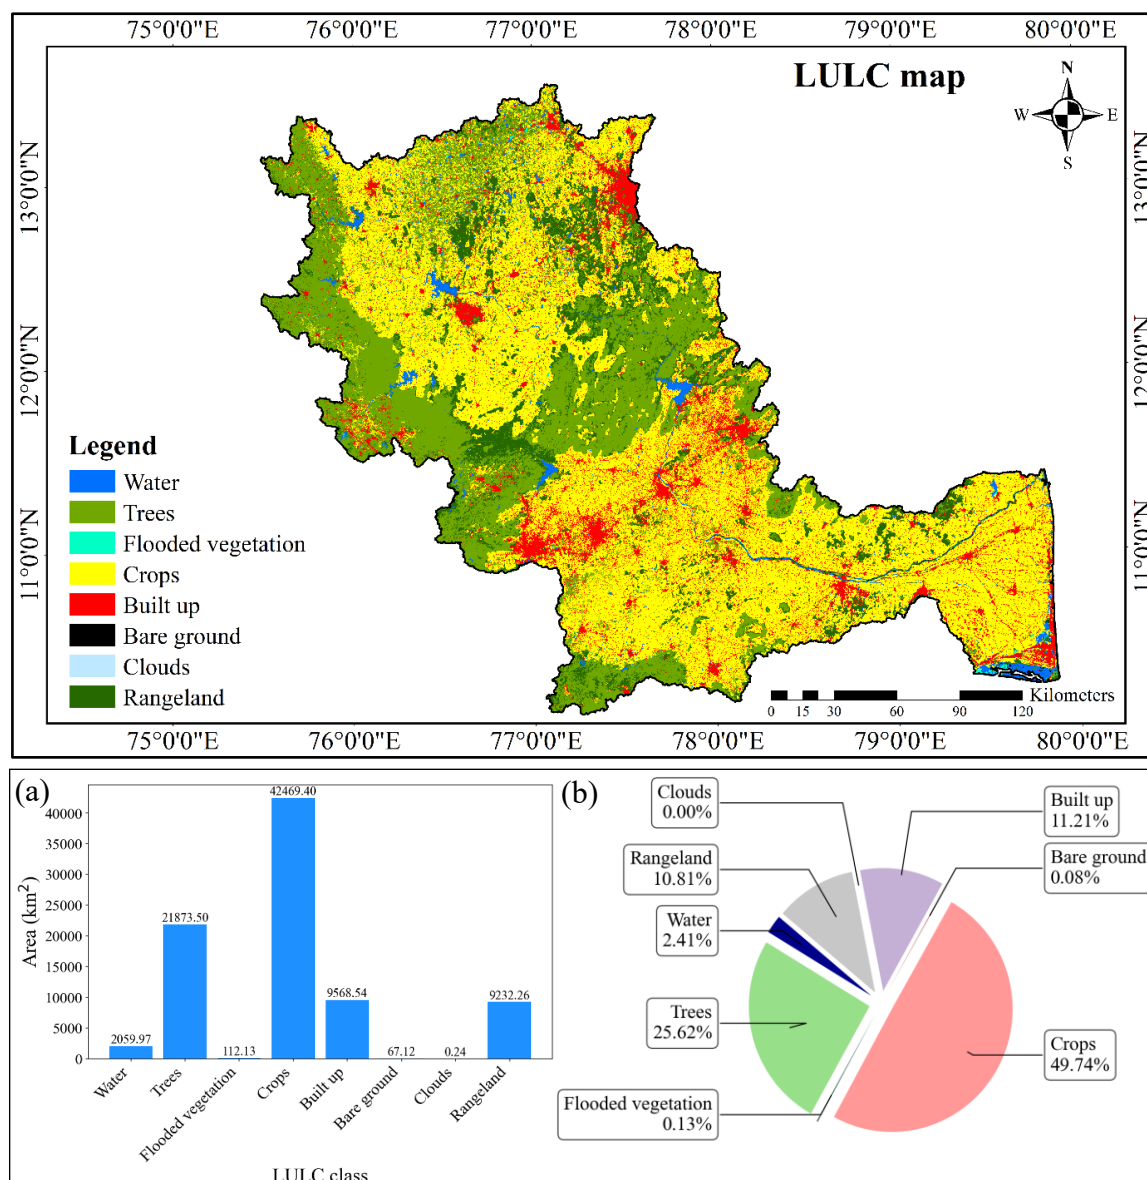 75°0'0"E 76°0'0"E 77°0'0"E 78°0'0"E 79°0'0"E 80°0'0"E
LULC map
N
W E
S
13°0'0"N 13°0'0"N
12°0'0"N 12°0'0"N
11°0'0"N 11°0'0"N
Legend
Water
Trees
Flooded vegetation
Crops
Built up
Bare ground
Clouds
Rangeland
Kilometers
0 15 30 60 90 120
75°0'0"E 76°0'0"E 77°0'0"E 78°0'0"E 79°0'0"E 80°0'0"E
(a)
Area (km²)
40000
35000
30000
25000
20000
15000
10000
5000
0
2059.97
21873.50
112.13
42469.40
9568.54
67.12
0.24
9232.26
Water
Trees
Flooded vegetation
Crops
Built up
Bare ground
Clouds
Rangeland
LULC class
(b)
Clouds
0.00%
Built up
11.21%
Rangeland
10.81%
Bare ground
0.08%
Water
2.41%
Trees
25.62%
Crops
49.74%
Flooded vegetation
0.13%